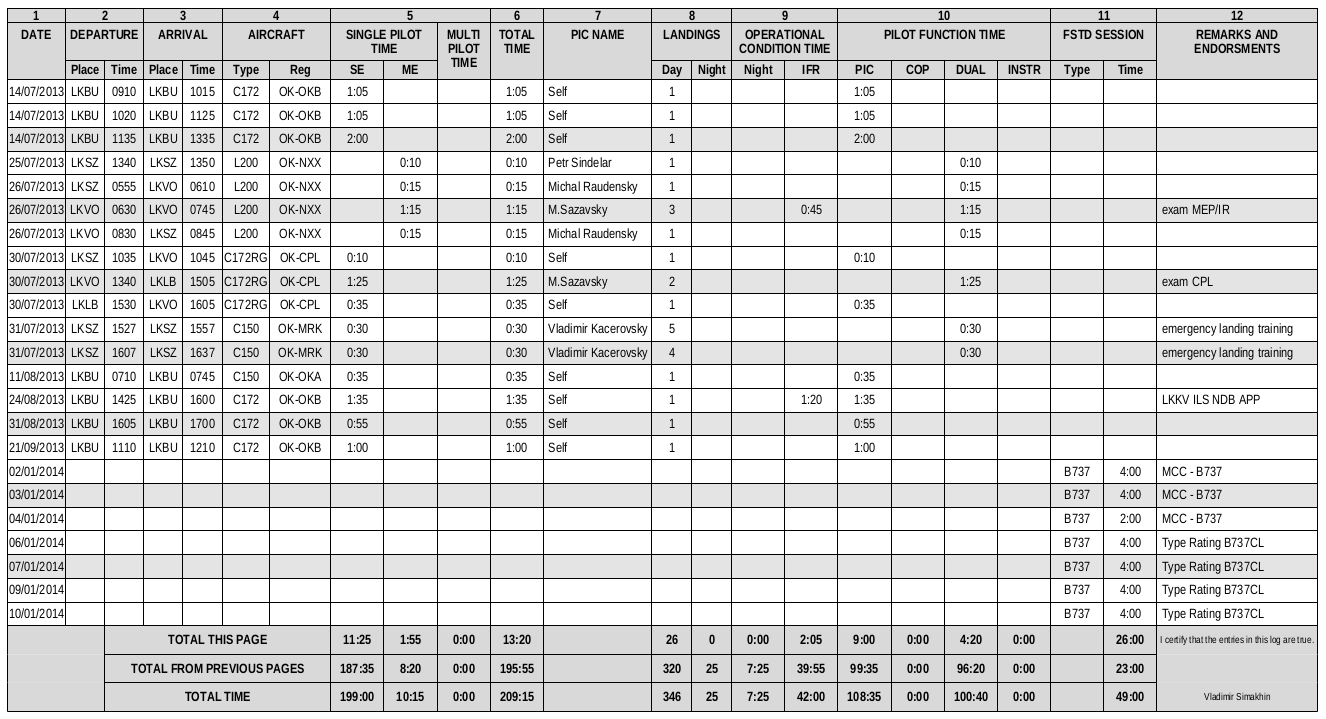 1 2 3 4 5 6 7 8 9 10 11 12
DATE DEPARTURE ARRIVAL AIRCRAFT SINGLE PILOT TIME MULTI PILOT TIME TOTAL TIME PIC NAME LANDINGS OPERATIONAL CONDITION TIME PILOT FUNCTION TIME FSTD SESSION REMARKS AND ENDORSMENTS
Place Time Place Time Type Reg SE ME Day Night Night IFR PIC COP DUAL INSTR Type Time
14/07/2013 LKBU 0910 LKBU 1015 C172 OK-OKB 1:05 1:05 Self 1 1:05
14/07/2013 LKBU 1020 LKBU 1125 C172 OK-OKB 1:05 1:05 Self 1 1:05
14/07/2013 LKBU 1135 LKBU 1335 C172 OK-OKB 2:00 2:00 Self 1 2:00
25/07/2013 LKSZ 1340 LKSZ 1350 L200 OK-NXX 0:10 0:10 Petr Sindelar 1 0:10
26/07/2013 LKSZ 0555 LKVO 0610 L200 OK-NXX 0:15 0:15 Michal Raudensky 1 0:15
26/07/2013 LKVO 0630 LKVO 0745 L200 OK-NXX 1:15 1:15 M.Sazavsky 3 0:45 1:15 exam MEP/IR
26/07/2013 LKVO 0830 LKSZ 0845 L200 OK-NXX 0:15 0:15 Michal Raudensky 1 0:15
30/07/2013 LKSZ 1035 LKVO 1045 C172RG OK-CPL 0:10 0:10 Self 1 0:10
30/07/2013 LKVO 1340 LKLB 1505 C172RG OK-CPL 1:25 1:25 M.Sazavsky 2 1:25 exam CPL
30/07/2013 LKLB 1530 LKVO 1605 C172RG OK-CPL 0:35 0:35 Self 1 0:35
31/07/2013 LKSZ 1527 LKSZ 1557 C150 OK-MRK 0:30 0:30 Vladimir Kacerovsky 5 0:30 emergency landing training
31/07/2013 LKSZ 1607 LKSZ 1637 C150 OK-MRK 0:30 0:30 Vladimir Kacerovsky 4 0:30 emergency landing training
11/08/2013 LKBU 0710 LKBU 0745 C150 OK-OKA 0:35 0:35 Self 1 0:35
24/08/2013 LKBU 1425 LKBU 1600 C172 OK-OKB 1:35 1:35 Self 1 1:20 1:35 LKKV ILS NDB APP
31/08/2013 LKBU 1605 LKBU 1700 C172 OK-OKB 0:55 0:55 Self 1 0:55
21/09/2013 LKBU 1110 LKBU 1210 C172 OK-OKB 1:00 1:00 Self 1 1:00
02/01/2014 B737 4:00 MCC - B737
03/01/2014 B737 4:00 MCC - B737
04/01/2014 B737 2:00 MCC - B737
06/01/2014 B737 4:00 Type Rating B737CL
07/01/2014 B737 4:00 Type Rating B737CL
09/01/2014 B737 4:00 Type Rating B737CL
10/01/2014 B737 4:00 Type Rating B737CL
TOTAL THIS PAGE 11:25 1:55 0:00 13:20 26 0 0:00 2:05 9:00 0:00 4:20 0:00 26:00 I certify that the entries in this log are true.
TOTAL FROM PREVIOUS PAGES 187:35 8:20 0:00 195:55 320 25 7:25 39:55 99:35 0:00 96:20 0:00 23:00
TOTAL TIME 199:00 10:15 0:00 209:15 346 25 7:25 42:00 108:35 0:00 100:40 0:00 49:00 Vladimir Simakhin